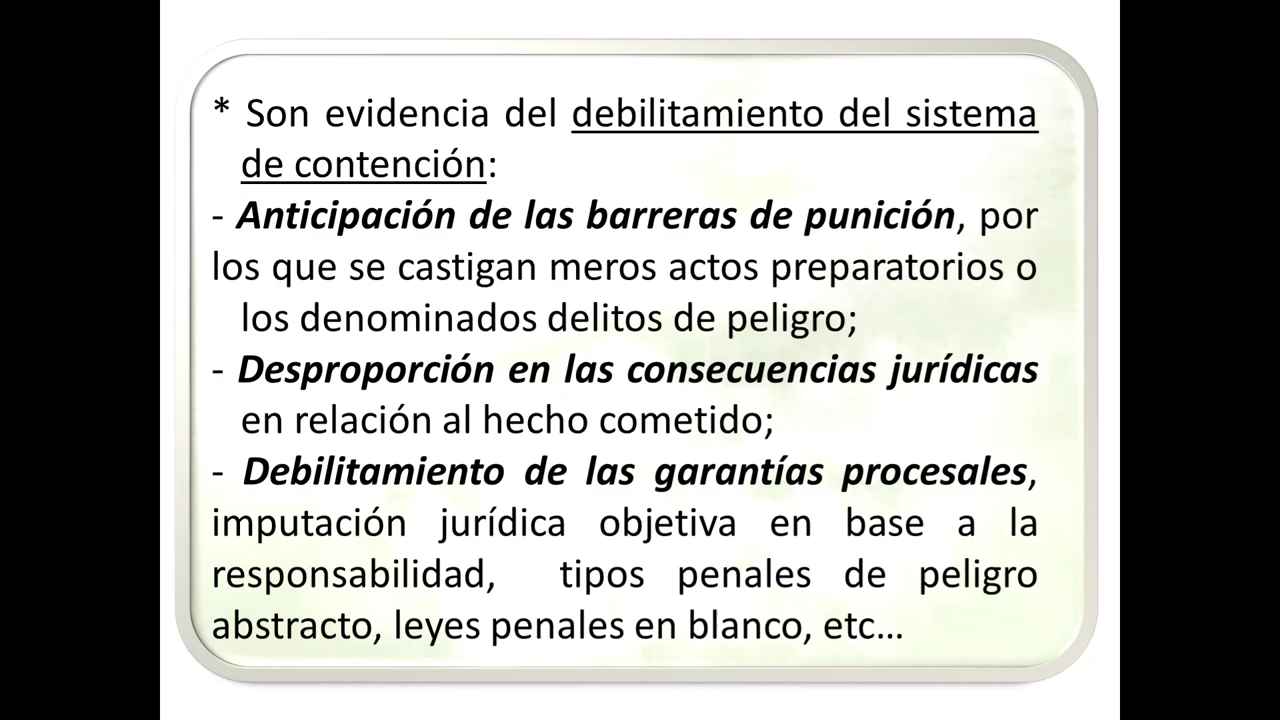 * Son evidencia del debilitamiento del sistema
de contención:
- Anticipación de las barreras de punición, por
los que se castigan meros actos preparatorios o
los denominados delitos de peligro;
- Desproporción en las consecuencias jurídicas
en relación al hecho cometido;
- Debilitamiento de las garantías procesales,
imputación jurídica objetiva en base a la
responsabilidad, tipos penales de peligro
abstracto, leyes penales en blanco, etc…